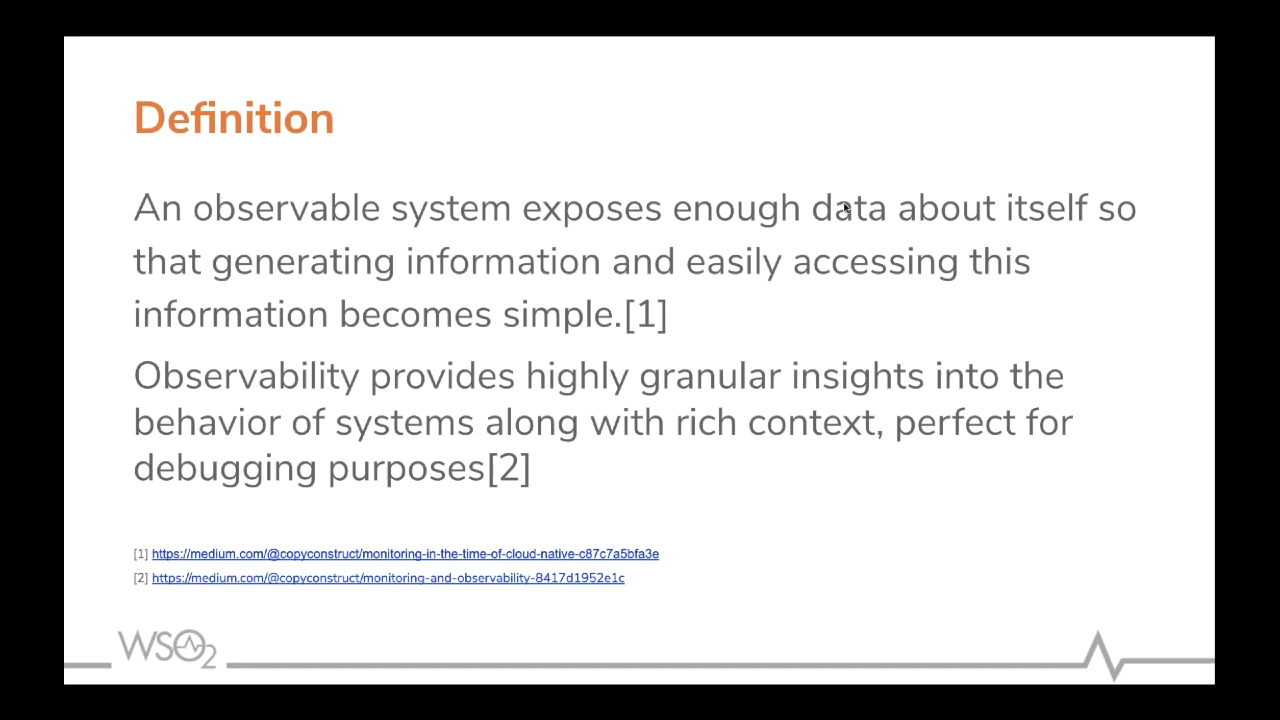 Definition
An observable system exposes enough data about itself so
that generating information and easily accessing this
information becomes simple.[1]
Observability provides highly granular insights into the
behavior of systems along with rich context, perfect for
debugging purposes[2]
[1] https://medium.com/@copyconstruct/monitoring-in-the-time-of-cloud-native-c87c7a5bfa3e
[2] https://medium.com/@copyconstruct/monitoring-and-observability-8417d1952e1c
WSO2